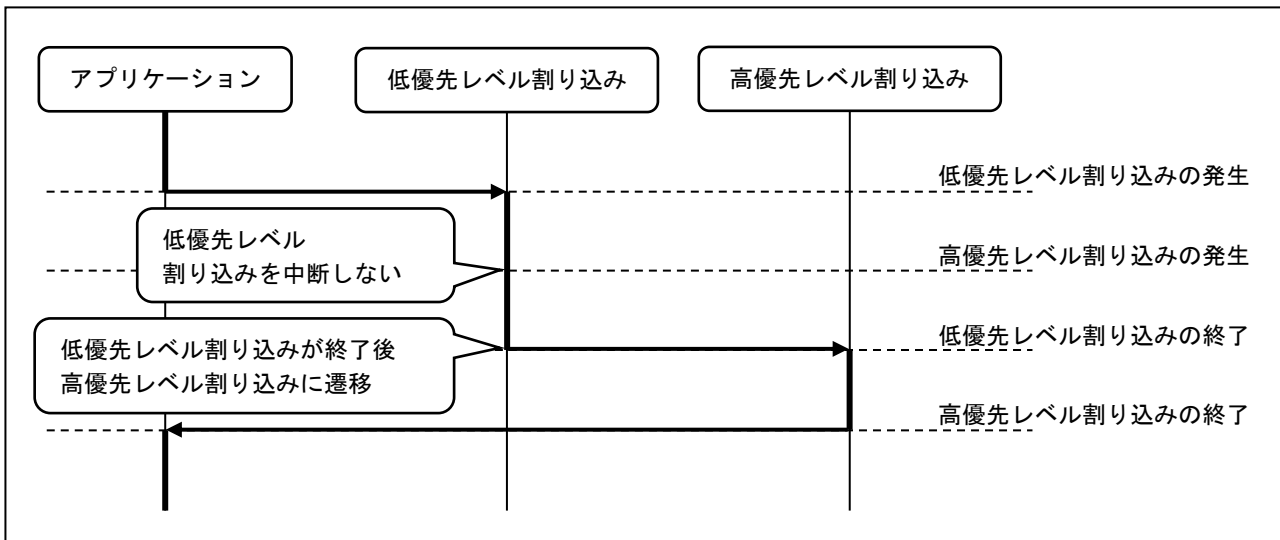 アプリケーション
低優先レベル割り込み
高優先レベル割り込み
低優先レベル割り込みの発生
低優先レベル
割り込みを中断しない
高優先レベル割り込みの発生
低優先レベル割り込みが終了後
高優先レベル割り込みに遷移
低優先レベル割り込みの終了
高優先レベル割り込みの終了